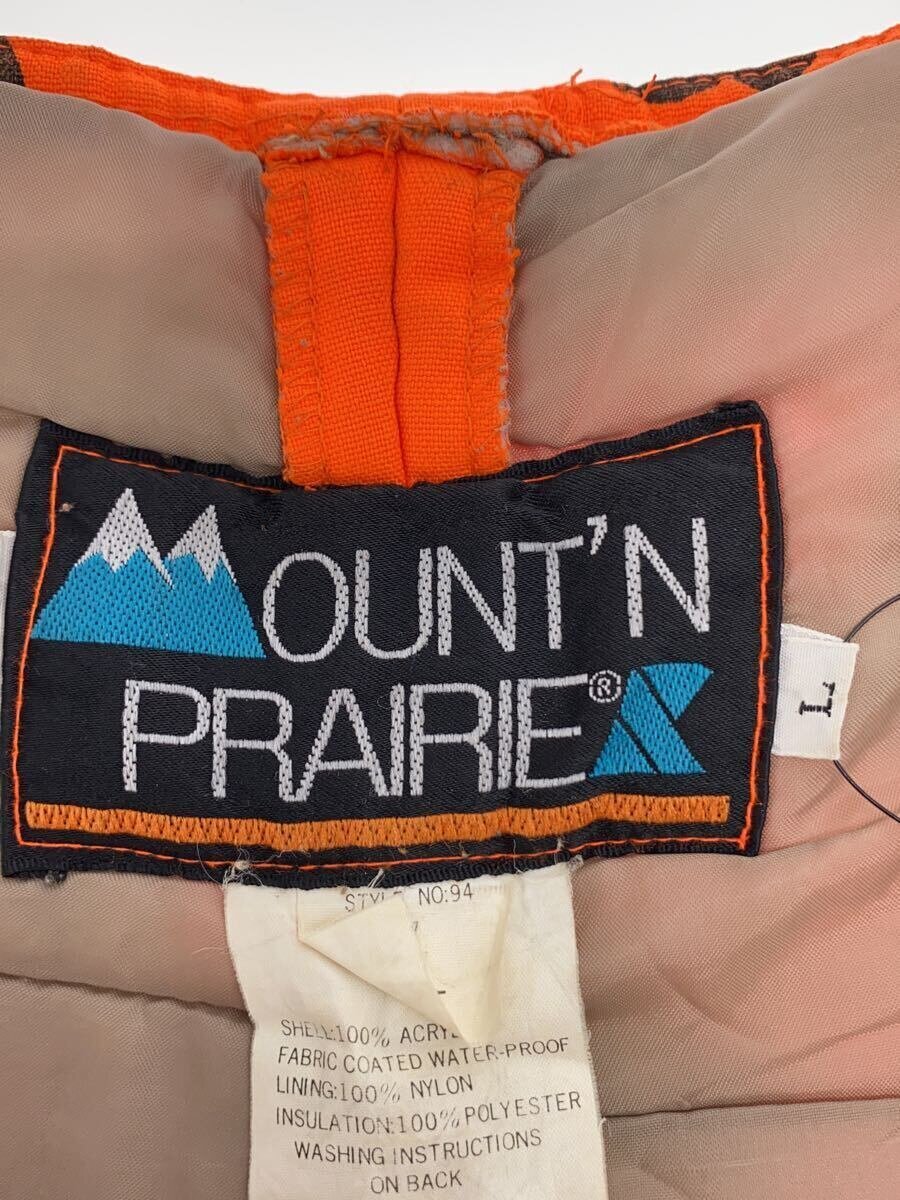 MOUNT'N
PRAIRIE®
L
STYLE NO:94
SHELL:100% ACRYL
FABRIC COATED WATER-PROOF
LINING:100% NYLON
INSULATION:100% POLYESTER
WASHING INSTRUCTIONS
ON BACK